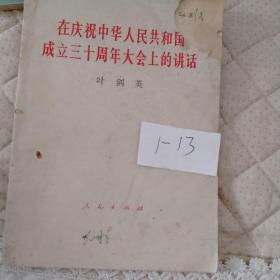 在庆祝中华人民共和国
成立三十周年大会上的讲话
叶剑英
1-13
人民出版社